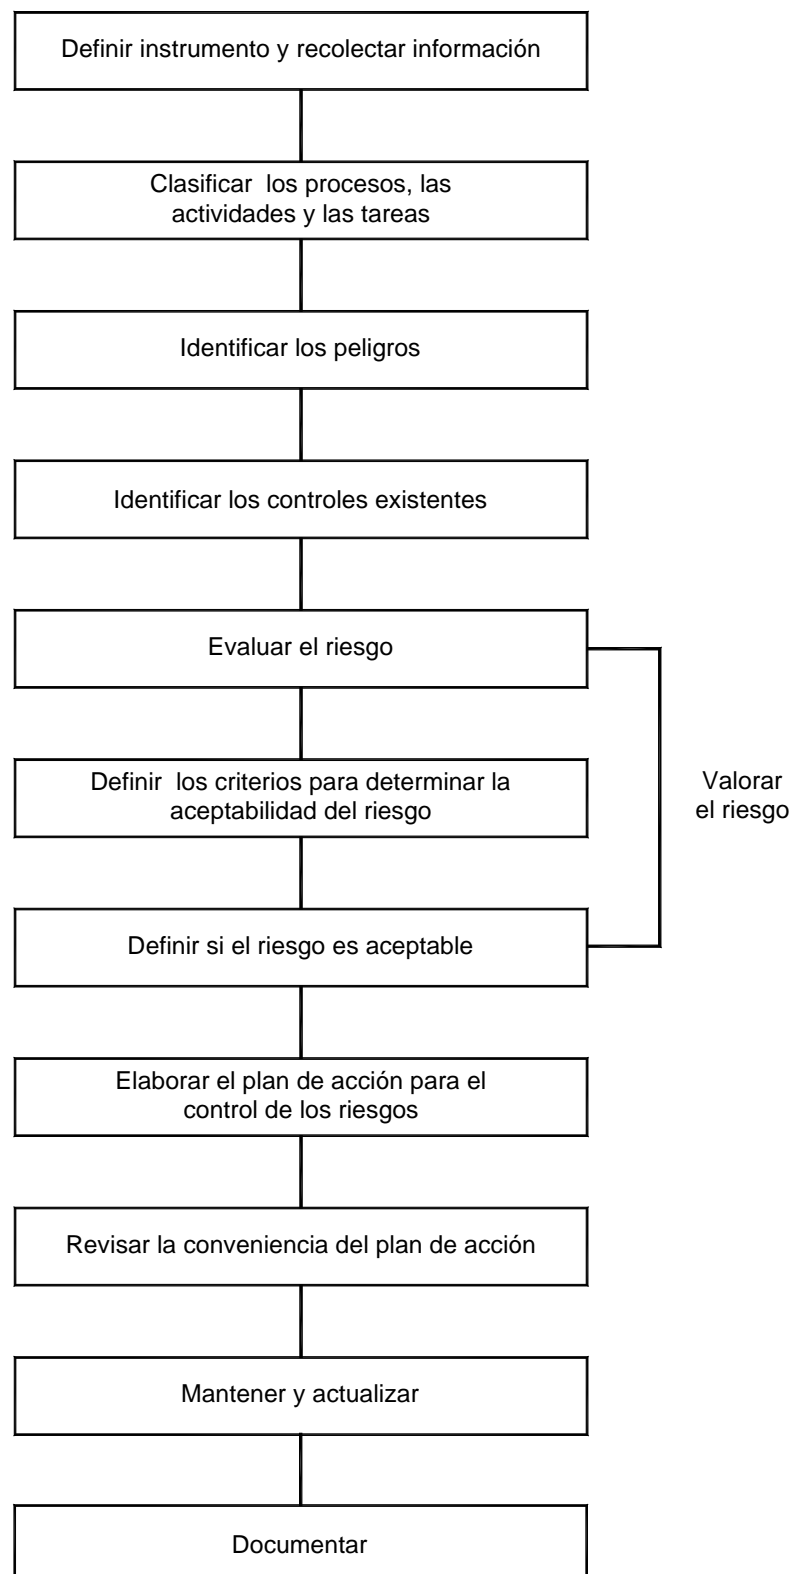 Definir instrumento y recolectar información
Clasificar los procesos, las
actividades y las tareas
Identificar los peligros
Identificar los controles existentes
Evaluar el riesgo
Definir los criterios para determinar la
aceptabilidad del riesgo
Valorar
el riesgo
Definir si el riesgo es aceptable
Elaborar el plan de acción para el
control de los riesgos
Revisar la conveniencia del plan de acción
Mantener y actualizar
Documentar